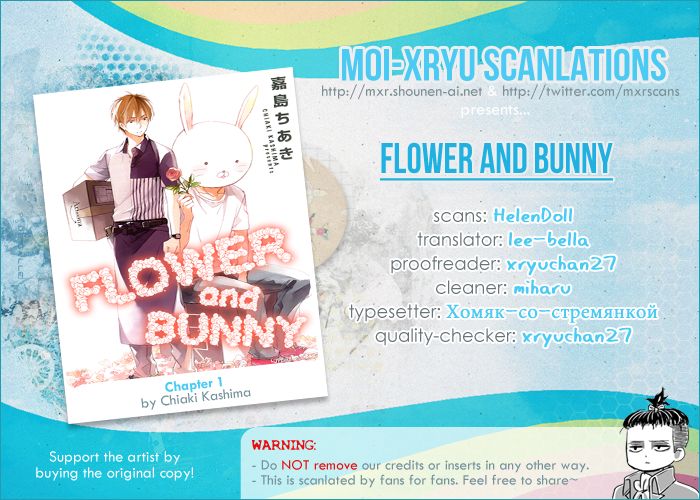 MOI-XRYU SCANLATIONS
http://mxr.shounen-ai.net & http://twitter.com/mxrscans
presents...
FLOWER AND BUNNY
scans: HelenDoll
translator: lee-bella
proofreader: xryuchan27
cleaner: miharu
typesetter: Хомяк-со-стремянкой
quality-checker: xryuchan27
嘉島ちあき
CHIAKI KASHIMA
presents
FLOWER
and
BUNNY
Chapter 1
by Chiaki Kashima
Support the artist by
buying the original copy!
WARNING:
- Do NOT remove our credits or inserts in any other way.
- This is scanlated by fans for fans. Feel free to share~